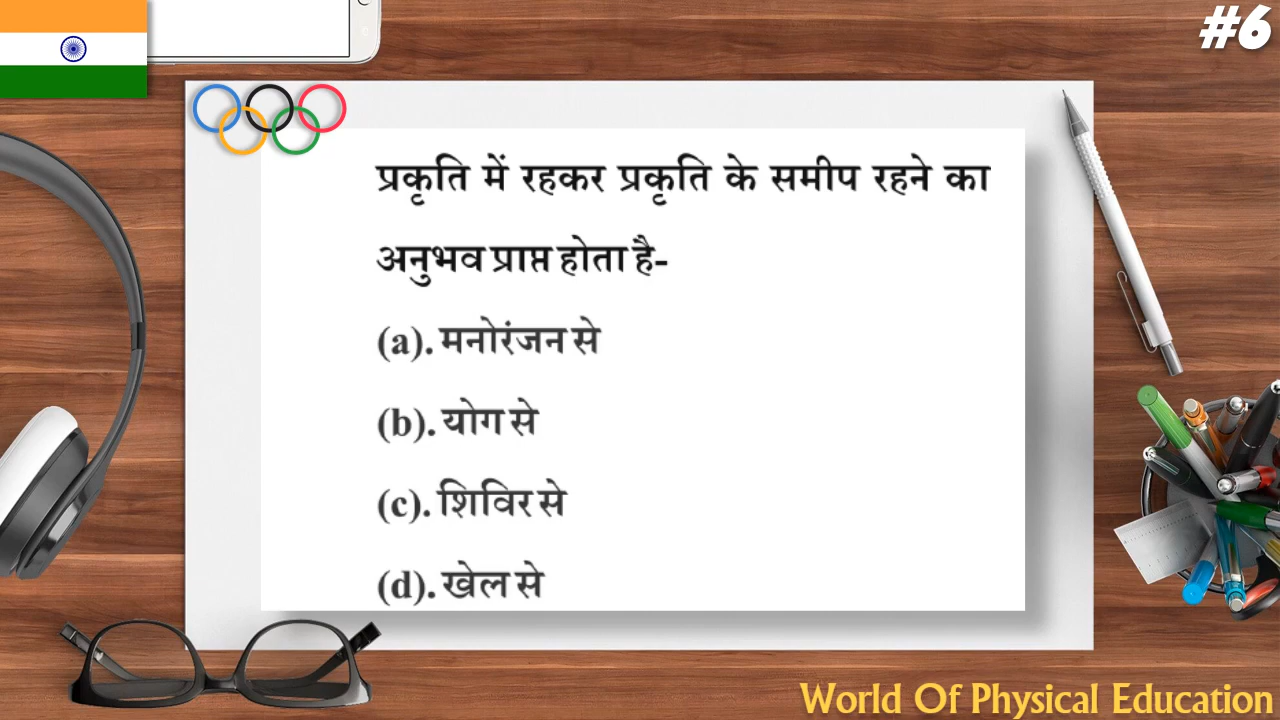 #6
प्रकृति में रहकर प्रकृति के समीप रहने का
अनुभव प्राप्त होता है-
(a). मनोरंजन से
(b). योग से
(c). शिविर से
(d). खेल से
World Of Physical Education